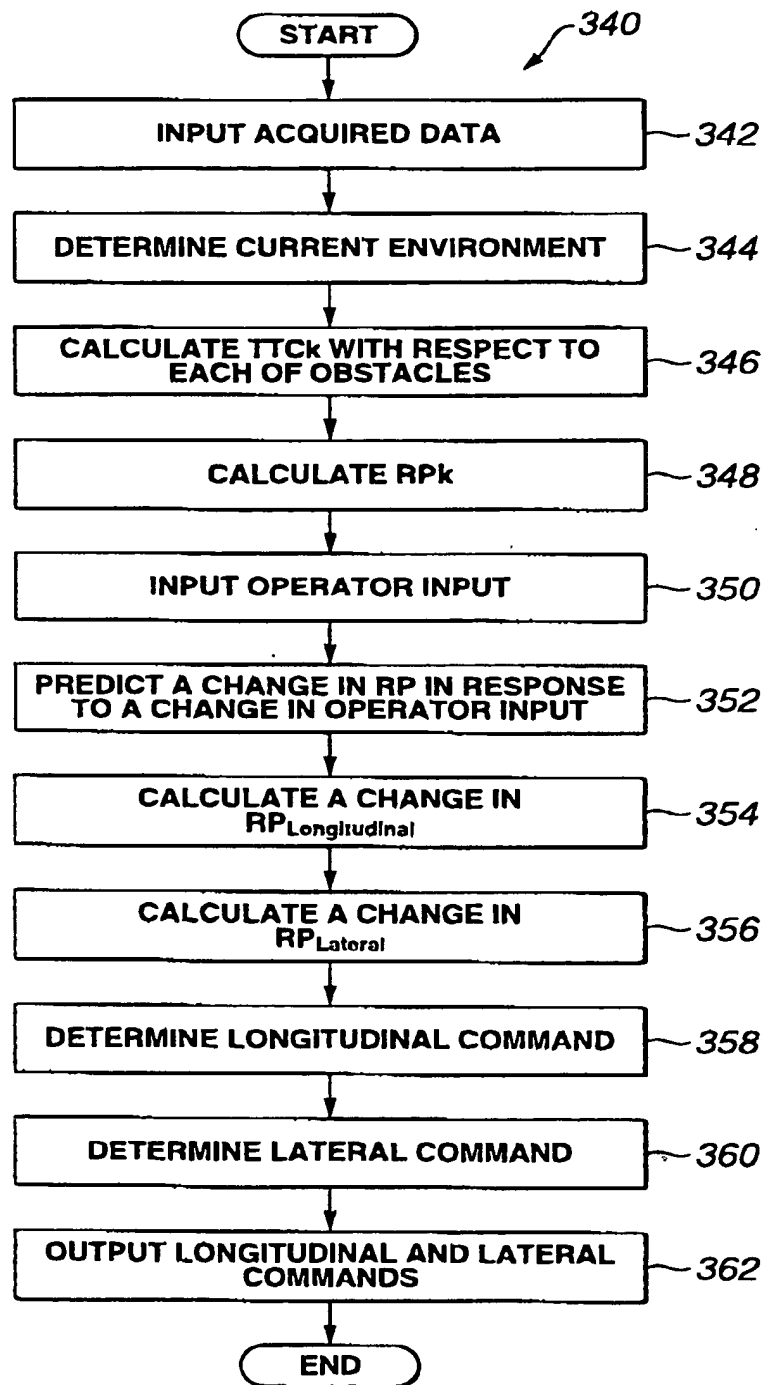 START
340
INPUT ACQUIRED DATA
342
DETERMINE CURRENT ENVIRONMENT
344
CALCULATE TTCk WITH RESPECT TO
EACH OF OBSTACLES
346
CALCULATE RPk
348
INPUT OPERATOR INPUT
350
PREDICT A CHANGE IN RP IN RESPONSE
TO A CHANGE IN OPERATOR INPUT
352
CALCULATE A CHANGE IN
RPLongitudinal
354
CALCULATE A CHANGE IN
RPLateral
356
DETERMINE LONGITUDINAL COMMAND
358
DETERMINE LATERAL COMMAND
360
OUTPUT LONGITUDINAL AND LATERAL
COMMANDS
362
END